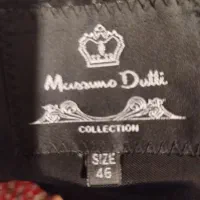 Massimo Dutti
COLLECTION
SIZE
46